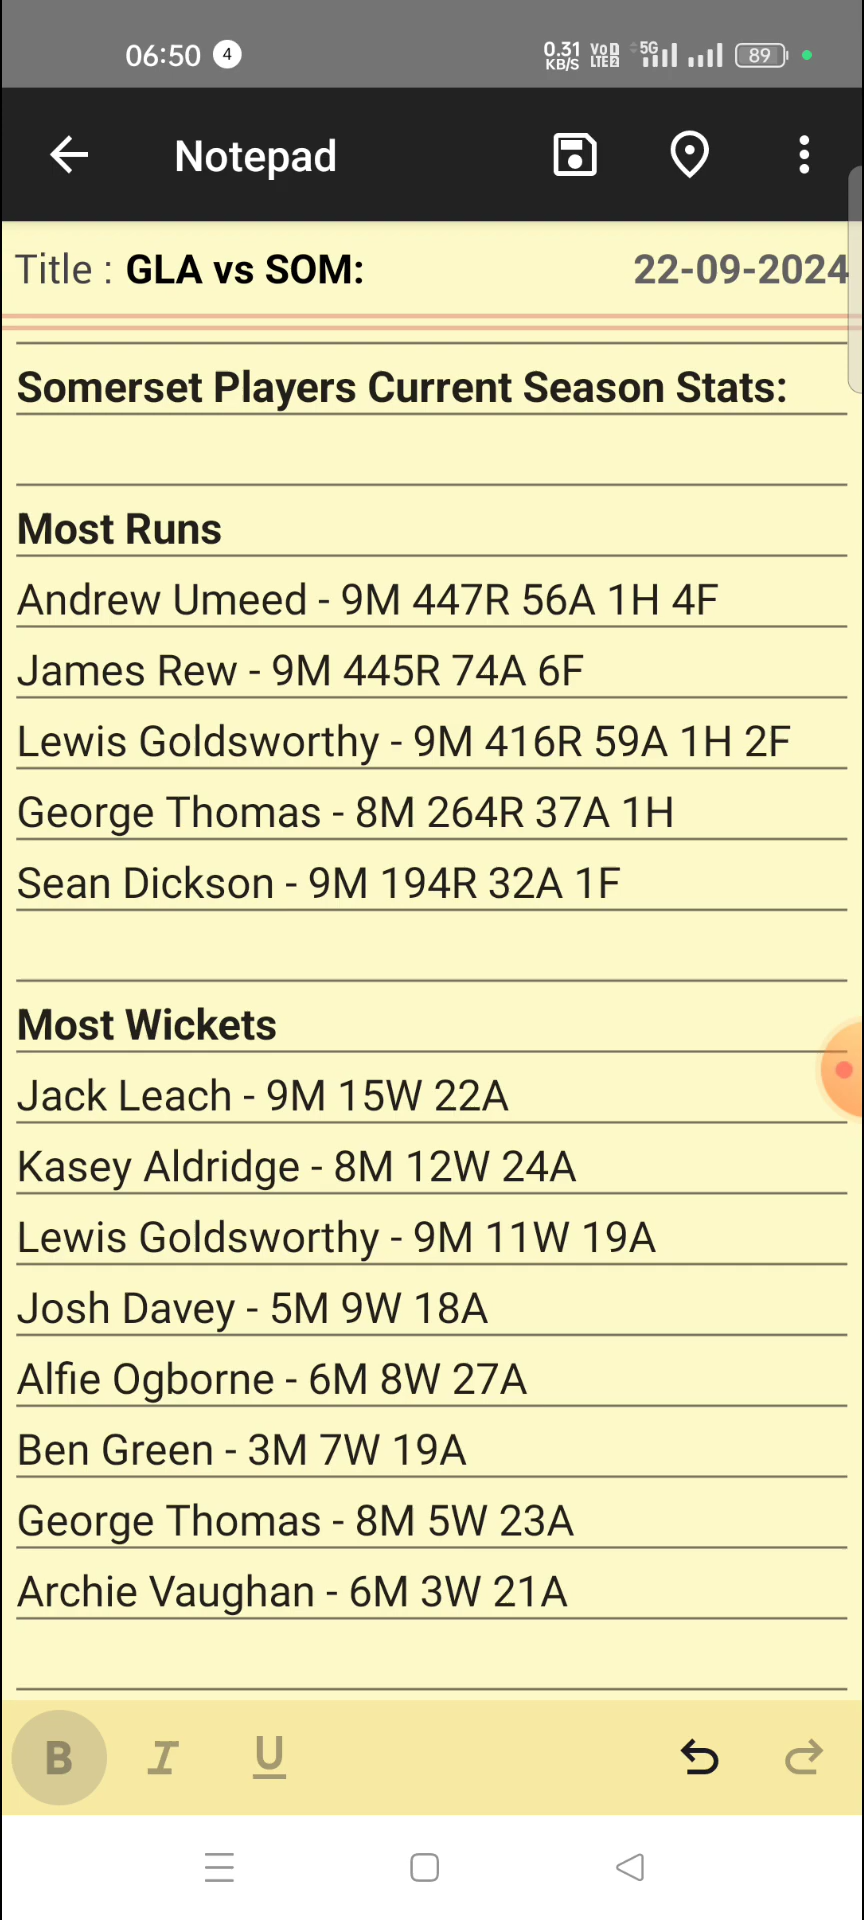 06:50 4 0.31 KB/S VoD LTE2 5G 89
Notepad
Title : GLA vs SOM: 22-09-2024
Somerset Players Current Season Stats:
Most Runs
Andrew Umeed - 9M 447R 56A 1H 4F
James Rew - 9M 445R 74A 6F
Lewis Goldsworthy - 9M 416R 59A 1H 2F
George Thomas - 8M 264R 37A 1H
Sean Dickson - 9M 194R 32A 1F
Most Wickets
Jack Leach - 9M 15W 22A
Kasey Aldridge - 8M 12W 24A
Lewis Goldsworthy - 9M 11W 19A
Josh Davey - 5M 9W 18A
Alfie Ogborne - 6M 8W 27A
Ben Green - 3M 7W 19A
George Thomas - 8M 5W 23A
Archie Vaughan - 6M 3W 21A
B I U